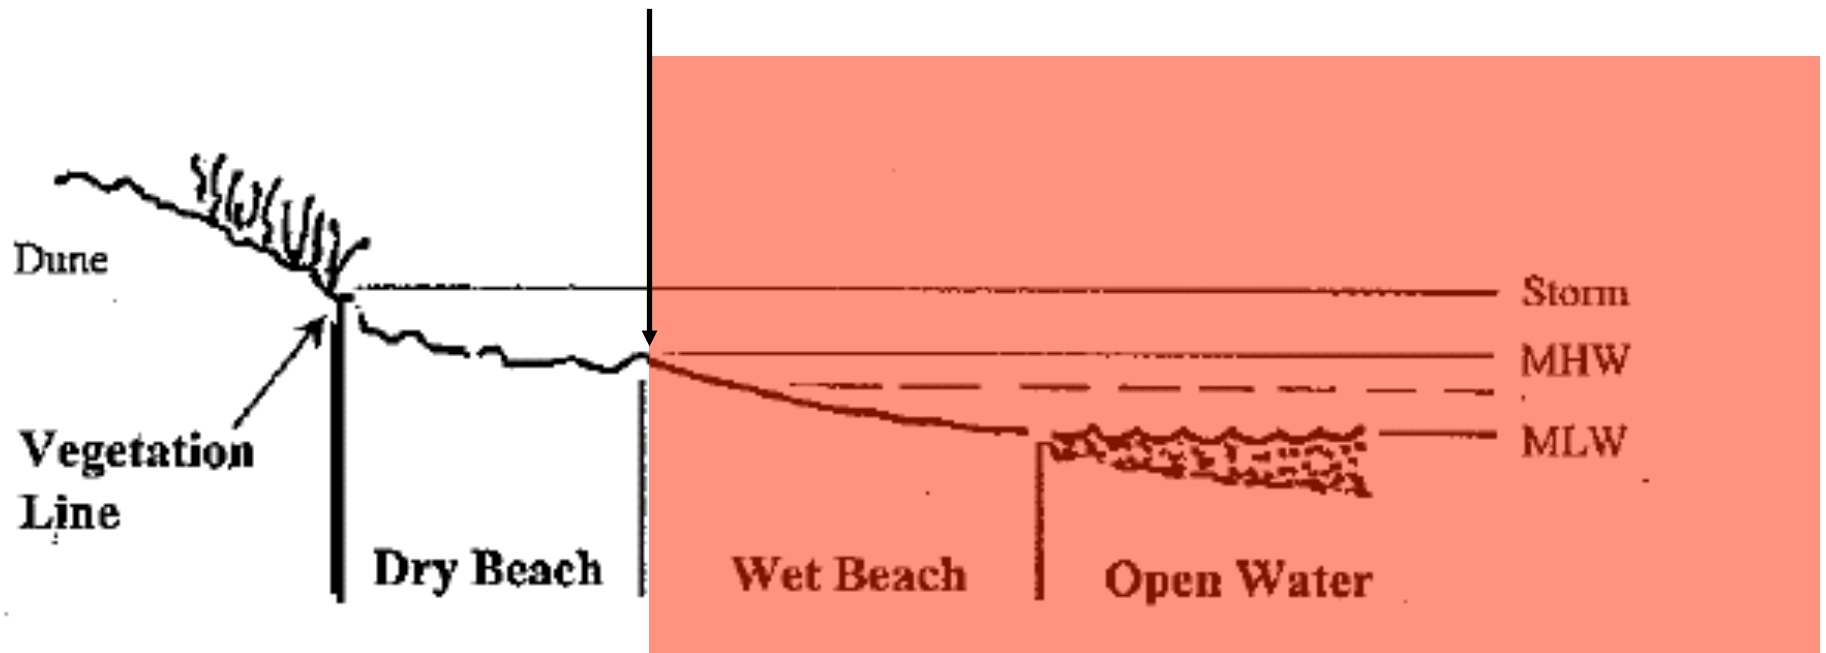 Dune
Storm
MHW
MLW
Vegetation
Line
Dry Beach
Wet Beach
Open Water